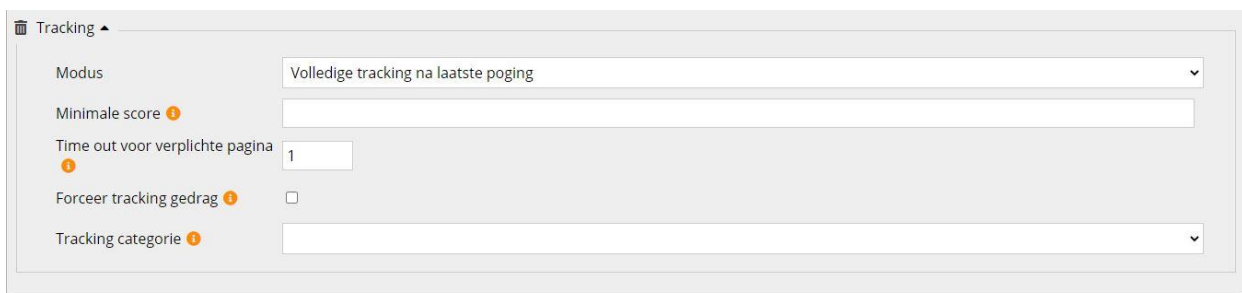 Tracking
Modus
Volledige tracking na laatste poging
Minimale score
Time out voor verplichte pagina
1
Forceer tracking gedrag
Tracking categorie